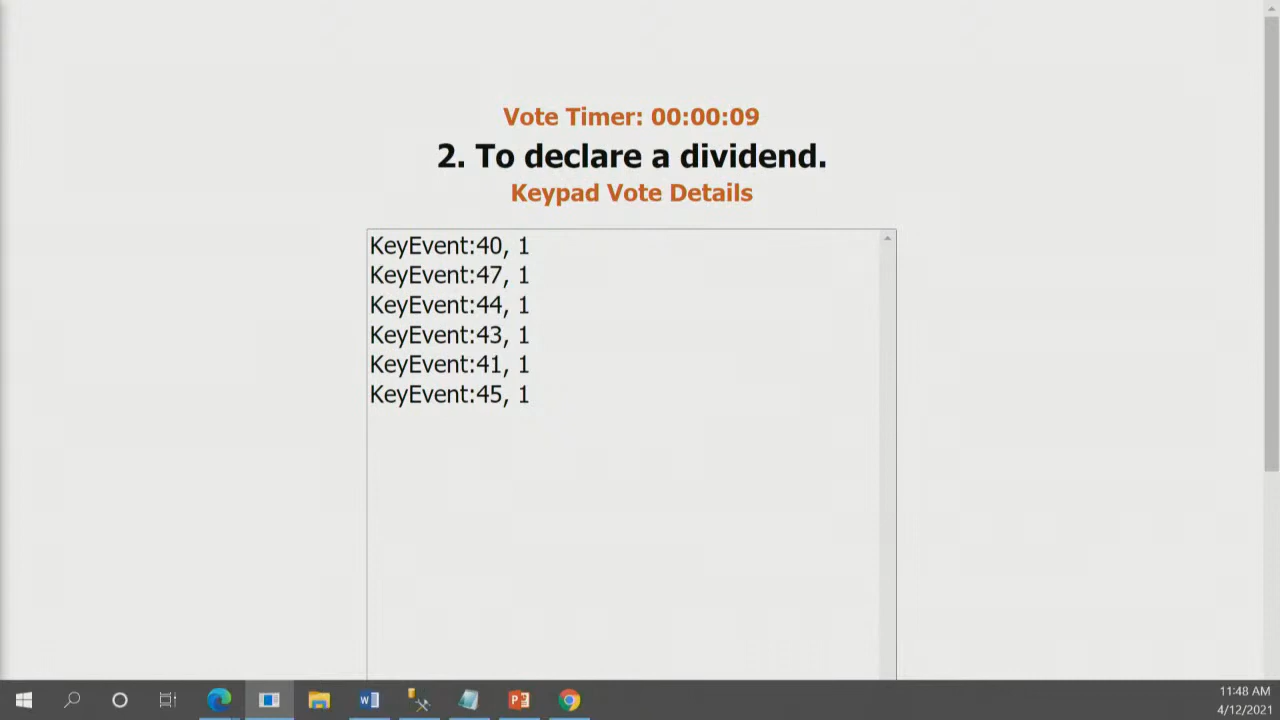 Vote Timer: 00:00:09
2. To declare a dividend.
Keypad Vote Details
KeyEvent:40, 1
KeyEvent:47, 1
KeyEvent:44, 1
KeyEvent:43, 1
KeyEvent:41, 1
KeyEvent:45, 1
11:48 AM
4/12/2021